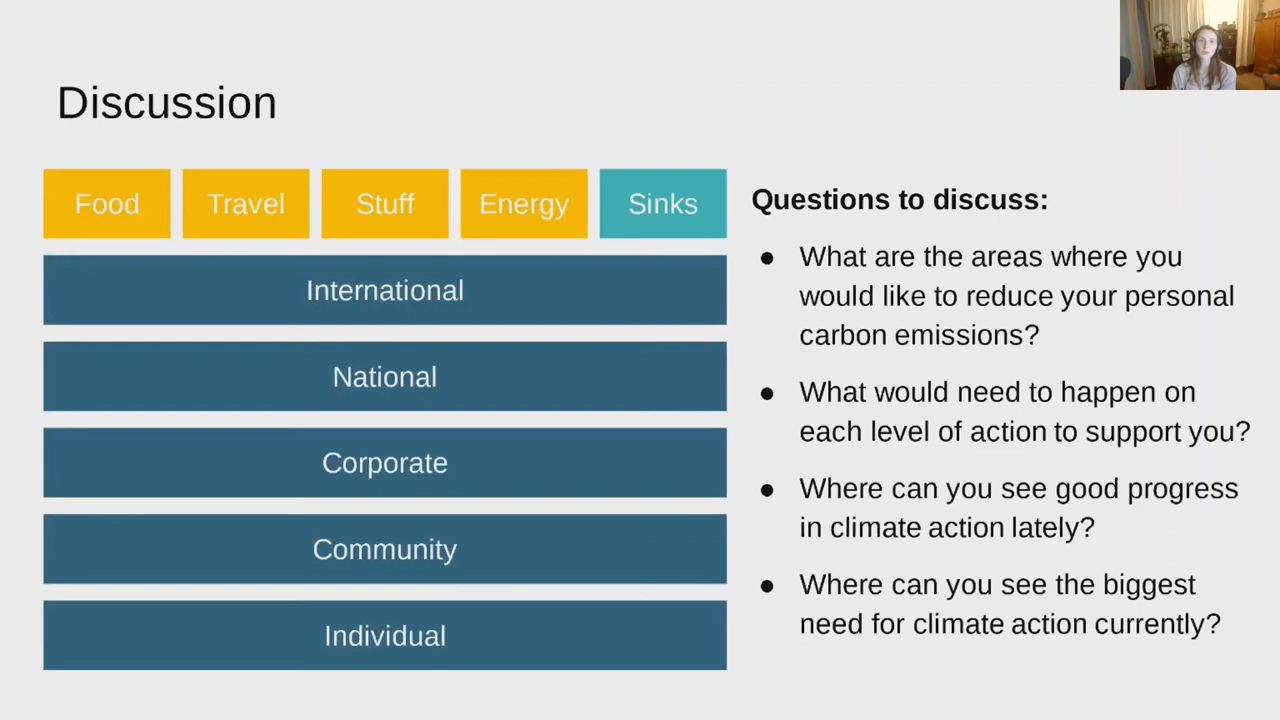 Discussion
Food
Travel
Stuff
Energy
Sinks
International
National
Corporate
Community
Individual
Questions to discuss:
● What are the areas where you
would like to reduce your personal
carbon emissions?
● What would need to happen on
each level of action to support you?
● Where can you see good progress
in climate action lately?
● Where can you see the biggest
need for climate action currently?